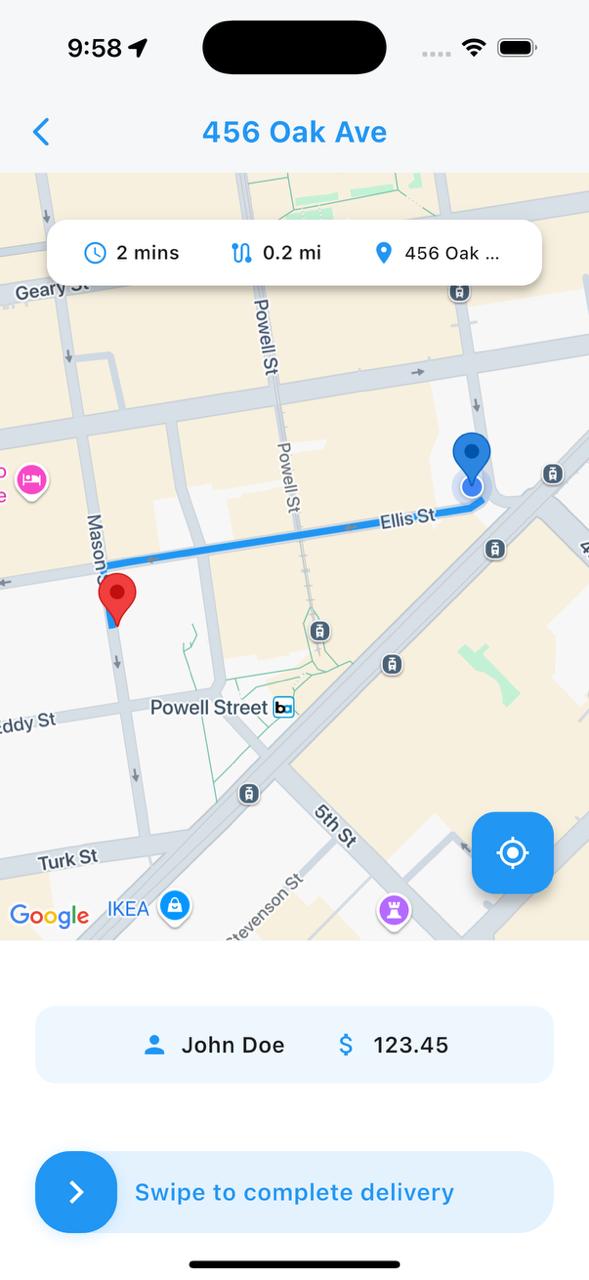 9:58
456 Oak Ave
2 mins
0.2 mi
456 Oak ...
Geary St
Powell St
Powell St
Ellis St
Mason
Powell Street
Eddy St
5th St
Turk St
Stevenson St
Google
IKEA
John Doe
$ 123.45
Swipe to complete delivery